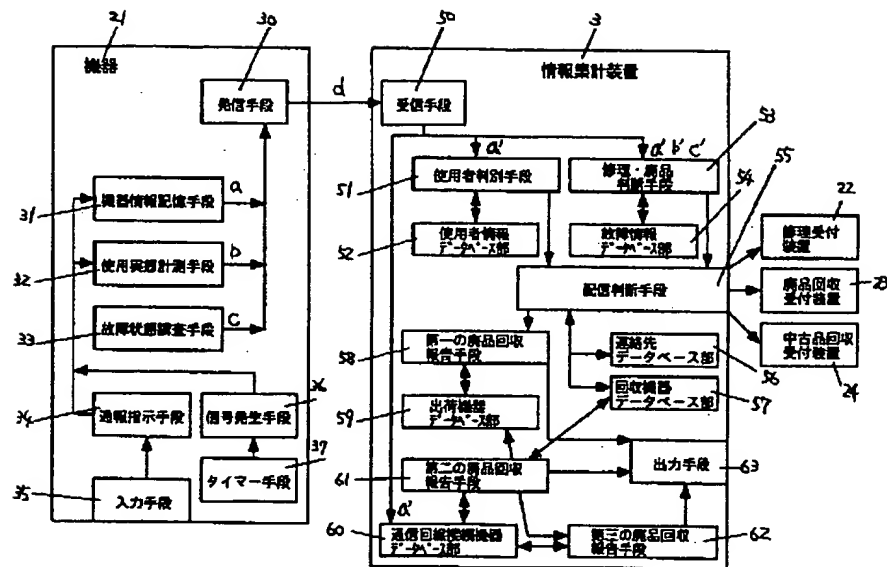 21
30
50
3
機器
情報集計装置
発信手段
d
受信手段
53
a'
a' b' c'
55
使用者判別手段
修理・廃品
判断手段
51
54
22
31
機器情報記憶手段
a
52
使用者情報
データベース部
故障情報
データベース部
修理受付
装置
32
使用実態計測手段
b
配信判断手段
廃品回収
受付装置
23
33
故障状態調査手段
c
58
第一の廃品回収
報告手段
連絡先
データベース部
56
中古品回収
受付装置
24
36
回収機器
データベース部
57
34
通報指示手段
信号発生手段
59
出荷機器
データベース部
37
35
入力手段
タイマー手段
61
第二の廃品回収
報告手段
出力手段
63
a'
60
通信回線接続機器
データベース部
第三の廃品回収
報告手段
62